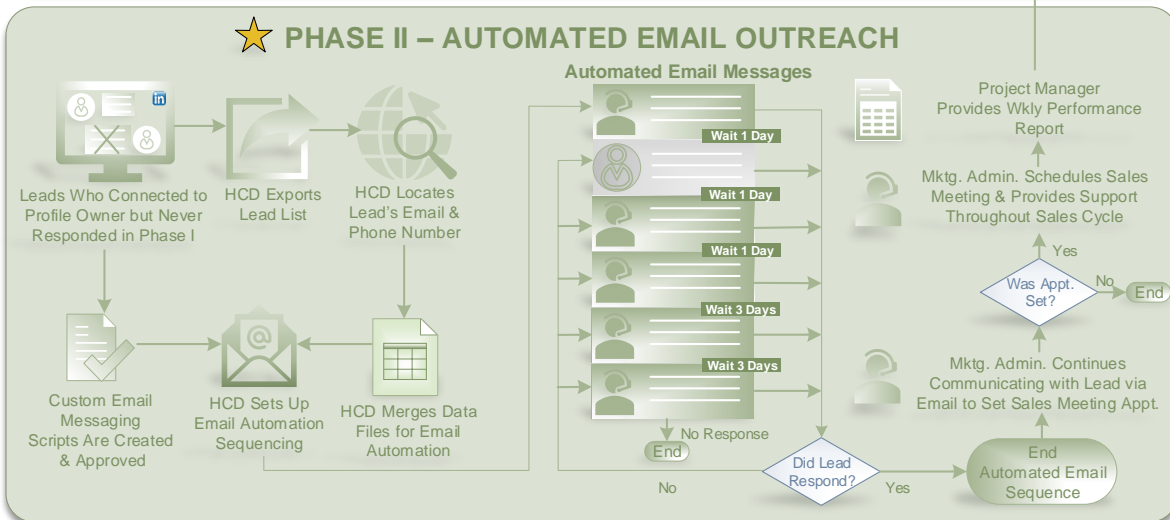 PHASE II – AUTOMATED EMAIL OUTREACH
in
Leads Who Connected to
Profile Owner but Never
Responded in Phase I
HCD Exports
Lead List
HCD Locates
Lead's Email &
Phone Number
Custom Email
Messaging
Scripts Are Created
& Approved
@
HCD Sets Up
Email Automation
Sequencing
HCD Merges Data
Files for Email
Automation
Automated Email Messages
Wait 1 Day
Wait 1 Day
Wait 1 Day
Wait 3 Days
Wait 3 Days
No Response
End
Did Lead
Respond?
No
Yes
End
Automated Email
Sequence
Mktg. Admin. Continues
Communicating with Lead via
Email to Set Sales Meeting Appt.
Was Appt.
Set?
No
End
Yes
Mktg. Admin. Schedules Sales
Meeting & Provides Support
Throughout Sales Cycle
Project Manager
Provides Wkly Performance
Report